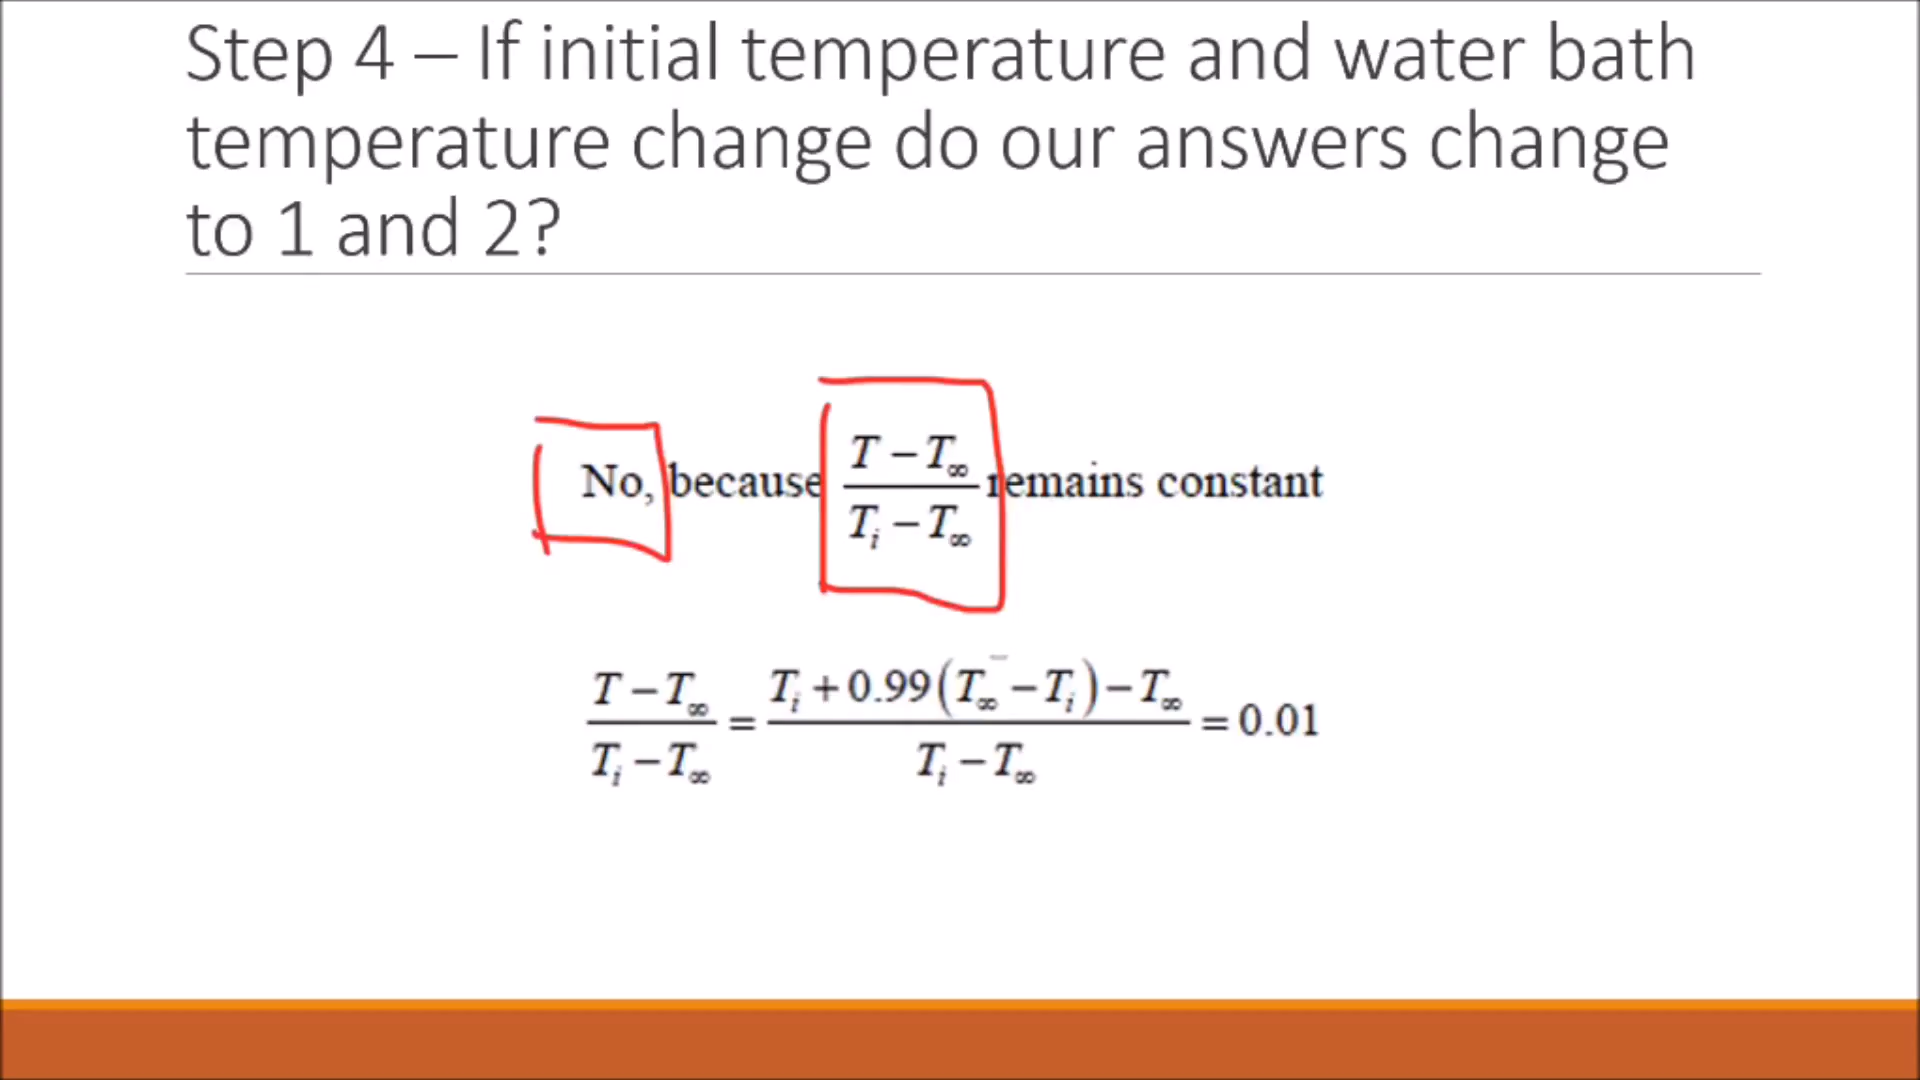 Step 4 – If initial temperature and water bath
temperature change do our answers change
to 1 and 2?
No, because (T − T∞)/(Tᵢ − T∞) remains constant
(T − T∞)/(Tᵢ − T∞) = (Tᵢ + 0.99(T∞ − Tᵢ) − T∞)/(Tᵢ − T∞) = 0.01